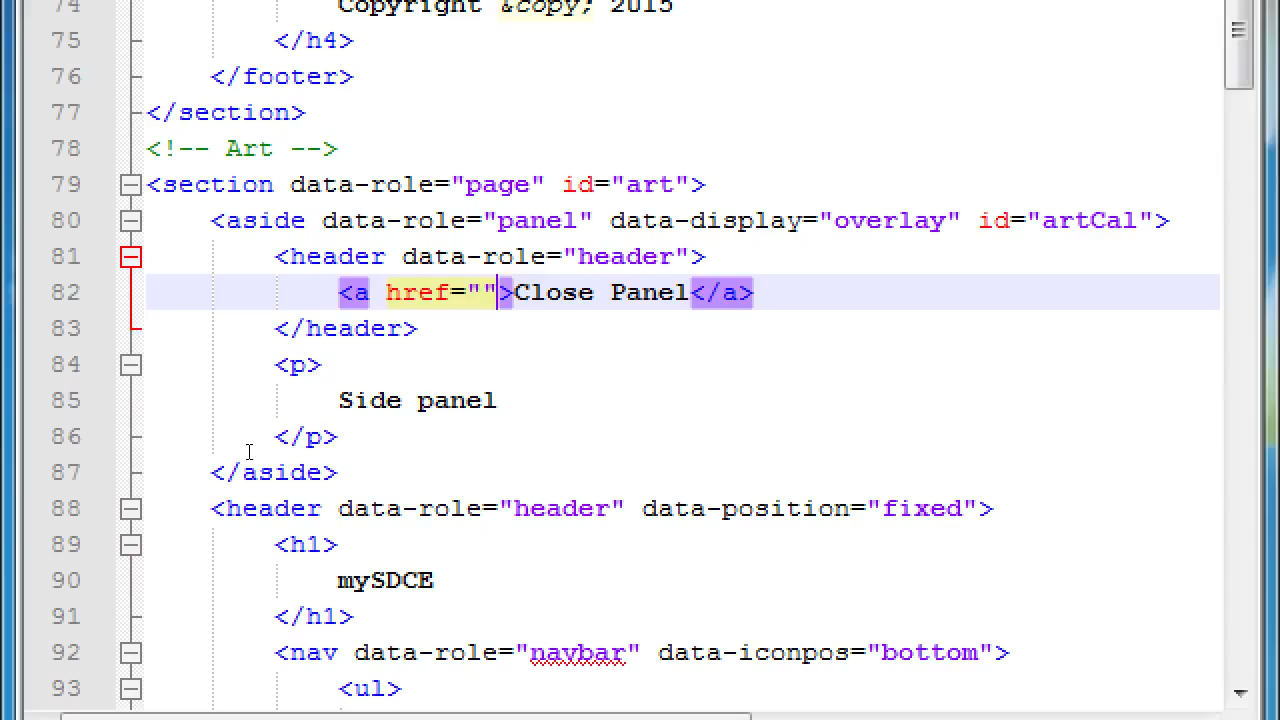 74 Copyright &copy; 2015
75 </h4>
76 </footer>
77 </section>
78 <!-- Art -->
79 <section data-role="page" id="art">
80 <aside data-role="panel" data-display="overlay" id="artCal">
81 <header data-role="header">
82 <a href="">Close Panel</a>
83 </header>
84 <p>
85 Side panel
86 </p>
87 </aside>
88 <header data-role="header" data-position="fixed">
89 <h1>
90 mySDCE
91 </h1>
92 <nav data-role="navbar" data-iconpos="bottom">
93 <ul>